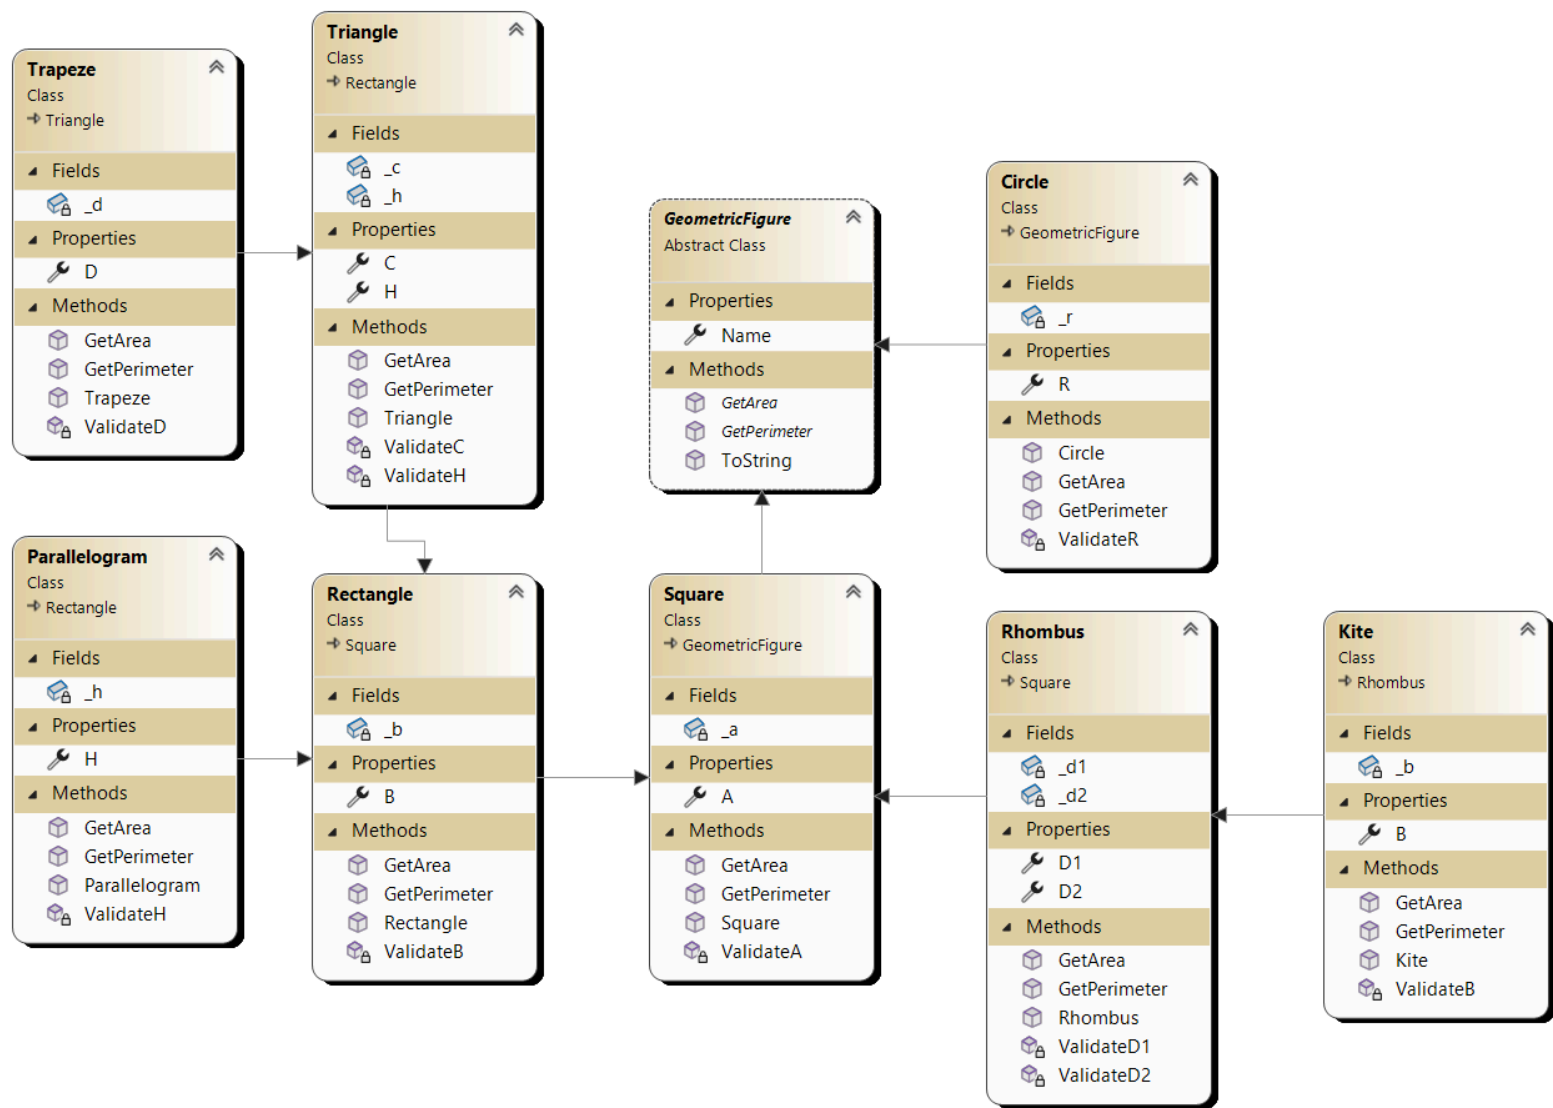 Trapeze
Class
Triangle
Fields
_d
Properties
D
Methods
GetArea
GetPerimeter
Trapeze
ValidateD
Triangle
Class
Rectangle
Fields
_c
_h
Properties
C
H
Methods
GetArea
GetPerimeter
Triangle
ValidateC
ValidateH
GeometricFigure
Abstract Class
Properties
Name
Methods
GetArea
GetPerimeter
ToString
Circle
Class
GeometricFigure
Fields
_r
Properties
R
Methods
Circle
GetArea
GetPerimeter
ValidateR
Parallelogram
Class
Rectangle
Fields
_h
Properties
H
Methods
GetArea
GetPerimeter
Parallelogram
ValidateH
Rectangle
Class
Square
Fields
_b
Properties
B
Methods
GetArea
GetPerimeter
Rectangle
ValidateB
Square
Class
GeometricFigure
Fields
_a
Properties
A
Methods
GetArea
GetPerimeter
Square
ValidateA
Rhombus
Class
Square
Fields
_d1
_d2
Properties
D1
D2
Methods
GetArea
GetPerimeter
Rhombus
ValidateD1
ValidateD2
Kite
Class
Rhombus
Fields
_b
Properties
B
Methods
GetArea
GetPerimeter
Kite
ValidateB